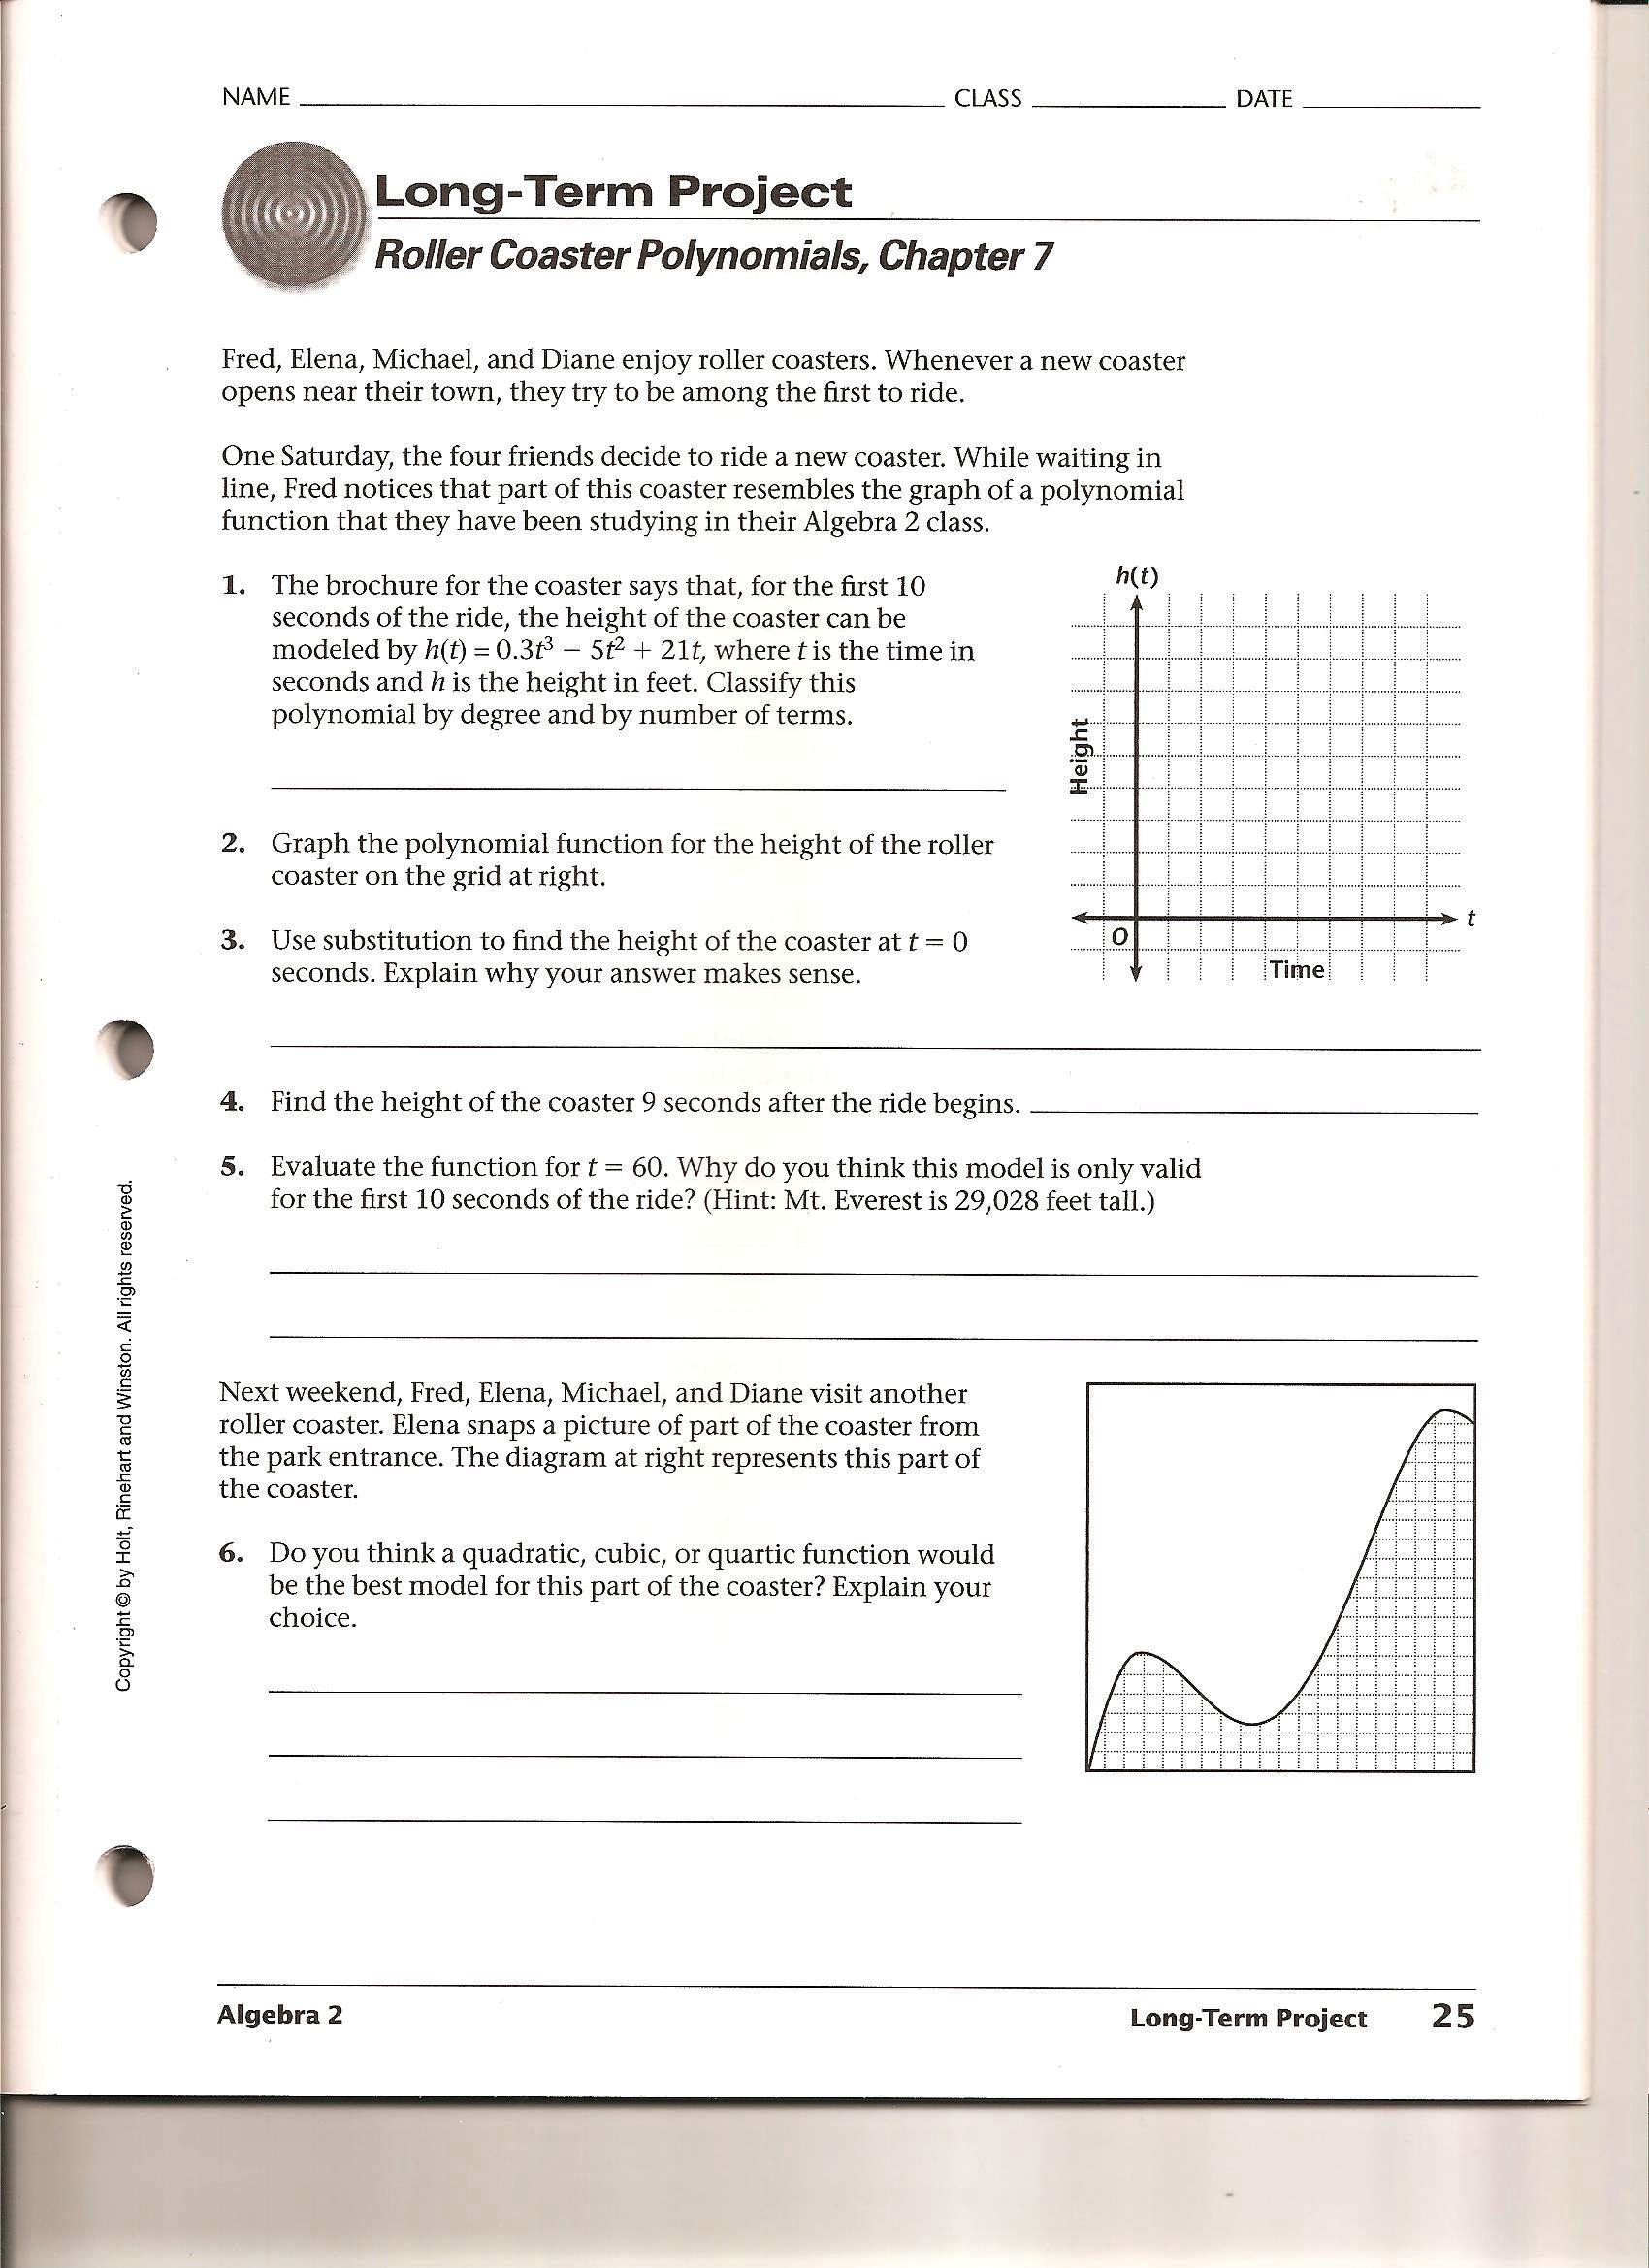 NAME CLASS DATE
Long-Term Project
Roller Coaster Polynomials, Chapter 7
Fred, Elena, Michael, and Diane enjoy roller coasters. Whenever a new coaster
opens near their town, they try to be among the first to ride.
One Saturday, the four friends decide to ride a new coaster. While waiting in
line, Fred notices that part of this coaster resembles the graph of a polynomial
function that they have been studying in their Algebra 2 class.
1. The brochure for the coaster says that, for the first 10
seconds of the ride, the height of the coaster can be
modeled by h(t) = 0.3t³ − 5t² + 21t, where t is the time in
seconds and h is the height in feet. Classify this
polynomial by degree and by number of terms.
h(t)
Height
O
t
Time
2. Graph the polynomial function for the height of the roller
coaster on the grid at right.
3. Use substitution to find the height of the coaster at t = 0
seconds. Explain why your answer makes sense.
4. Find the height of the coaster 9 seconds after the ride begins.
5. Evaluate the function for t = 60. Why do you think this model is only valid
for the first 10 seconds of the ride? (Hint: Mt. Everest is 29,028 feet tall.)
Next weekend, Fred, Elena, Michael, and Diane visit another
roller coaster. Elena snaps a picture of part of the coaster from
the park entrance. The diagram at right represents this part of
the coaster.
6. Do you think a quadratic, cubic, or quartic function would
be the best model for this part of the coaster? Explain your
choice.
Copyright © by Holt, Rinehart and Winston. All rights reserved.
Algebra 2 Long-Term Project 25